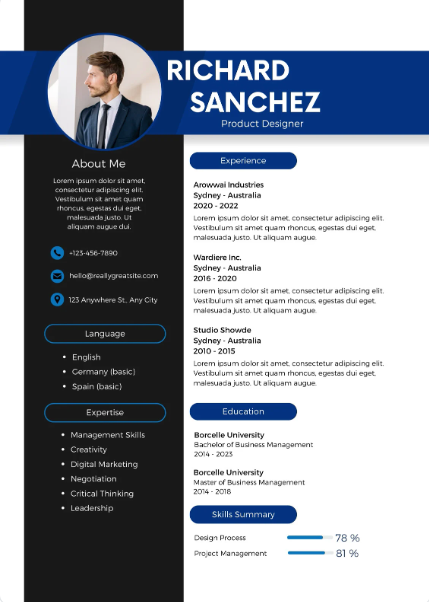 RICHARD
SANCHEZ
Product Designer
About Me
Lorem ipsum dolor sit amet,
consectetur adipiscing elit.
Vestibulum sismaximus quam
rhoncus, egestas dui eget,
malesuada justo. Ut
aliquam augue dui.
+123-456-7890
hello@reallygreatsite.com
123 Anywhere St., Any City
Language
English
Germany (basic)
Spain (basic)
Expertise
Management Skills
Creativity
Digital Marketing
Negotiation
Critical Thinking
Leadership
Experience
Arowwai Industries
Sydney - Australia
2020 - 2022
Lorem ipsum dolor sit amet, consectetur adipiscing elit.
Vestibulum sismaximus quam rhoncus, egestas dui eget,
malesuada justo. Ut aliquam augue.
Wardiere Inc.
Sydney - Australia
2016 - 2020
Lorem ipsum dolor sit amet, consectetur adipiscing elit.
Vestibulum sismaximus quam rhoncus, egestas dui eget,
malesuada justo. Ut aliquam augue.
Studio Showde
Sydney - Australia
2010 - 2015
Lorem ipsum dolor sit amet, consectetur adipiscing elit.
Vestibulum sismaximus quam rhoncus, egestas dui eget,
malesuada justo. Ut aliquam augue.
Education
Borcelle University
Bachelor of Business Management
2014 - 2023
Borcelle University
Master of Business Management
2014 - 2018
Skills Summary
Design Process 78 %
Project Management 81 %